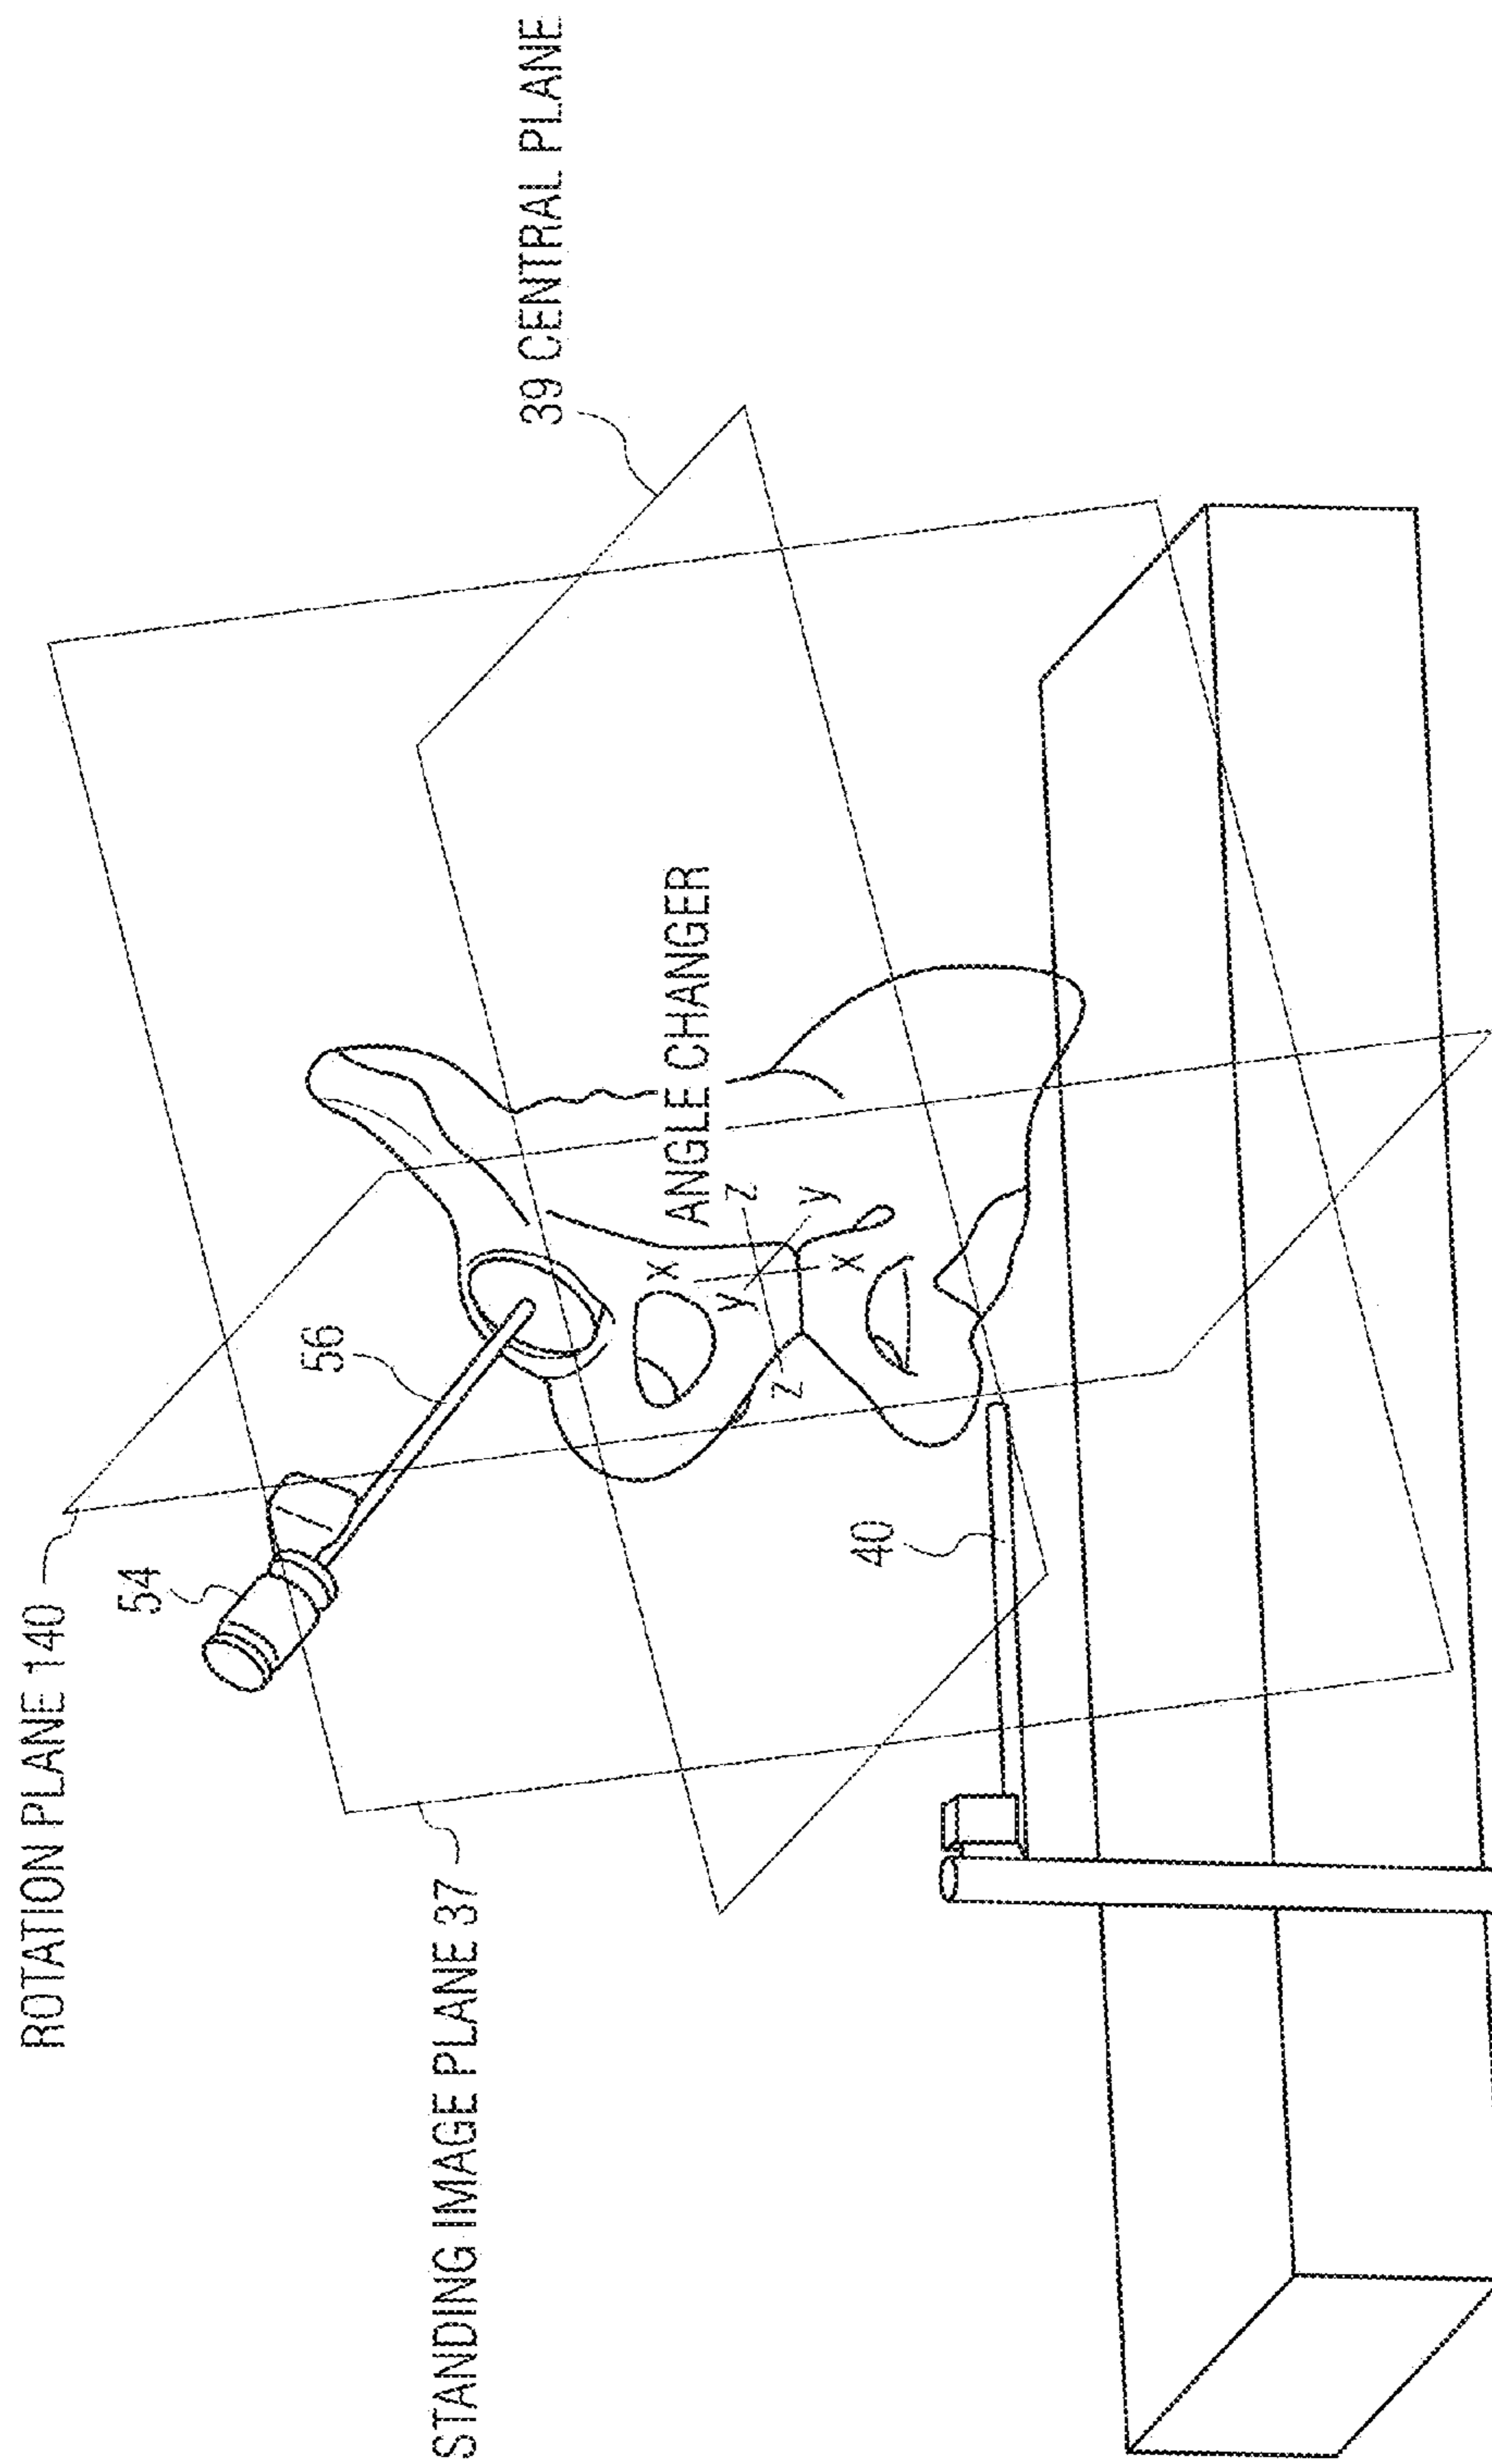 ROTATION PLANE 140
54
STANDING IMAGE PLANE 37
56
39 CENTRAL PLANE
ANGLE CHANGER
x
y
z
z
y
x
40